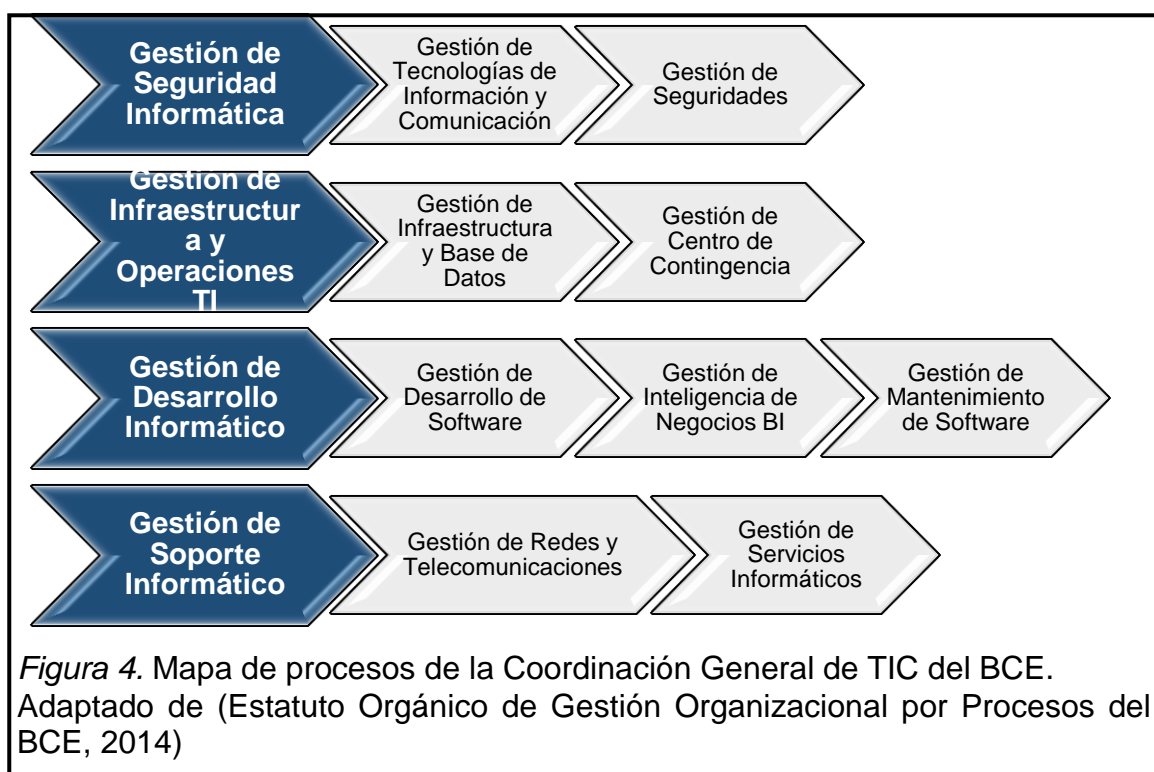 Gestión de
Seguridad
Informática
Gestión de
Tecnologías de
Información y
Comunicación
Gestión de
Seguridades
Gestión de
Infraestructur
a y
Operaciones
TI
Gestión de
Infraestructura
y Base de
Datos
Gestión de
Centro de
Contingencia
Gestión de
Desarrollo
Informático
Gestión de
Desarrollo de
Software
Gestión de
Inteligencia de
Negocios BI
Gestión de
Mantenimiento
de Software
Gestión de
Soporte
Informático
Gestión de Redes y
Telecomunicaciones
Gestión de
Servicios
Informáticos
Figura 4. Mapa de procesos de la Coordinación General de TIC del BCE.
Adaptado de (Estatuto Orgánico de Gestión Organizacional por Procesos del
BCE, 2014)